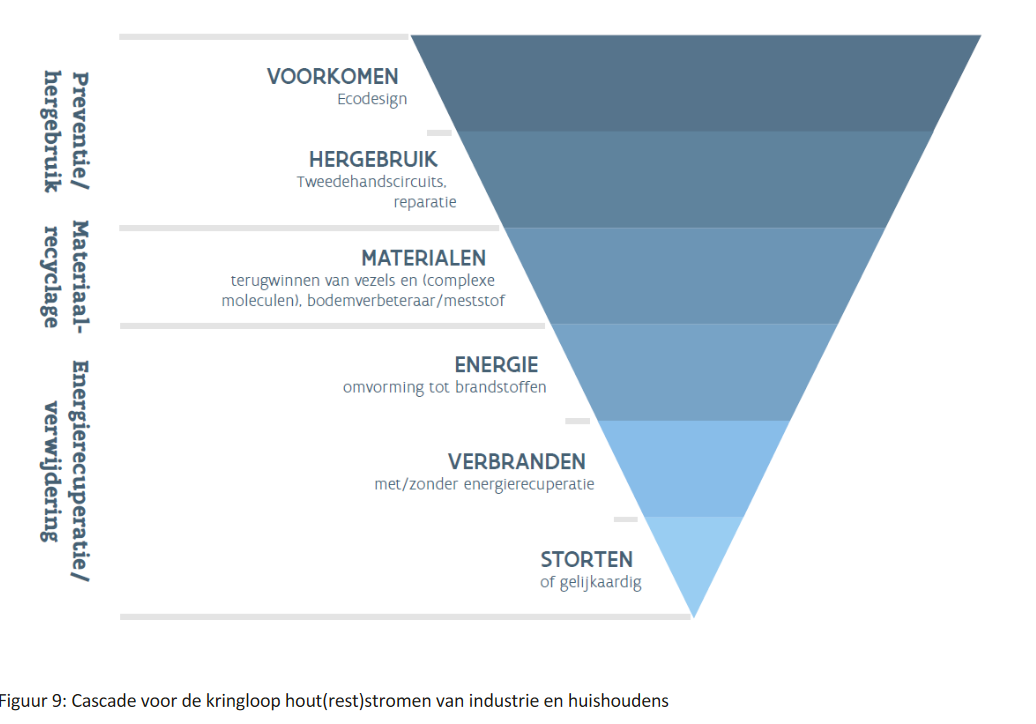 Preventie/
hergebruik
VOORKOMEN
Ecodesign
HERGEBRUIK
Tweedehandscircuits,
reparatie
Materiaal-
recyclage
MATERIALEN
terugwinnen van vezels en (complexe
moleculen), bodemverbeteraar/meststof
Energierecuperatie/
verwijdering
ENERGIE
omvorming tot brandstoffen
VERBRANDEN
met/zonder energierecuperatie
STORTEN
of gelijkaardig
Figuur 9: Cascade voor de kringloop hout(rest)stromen van industrie en huishoudens